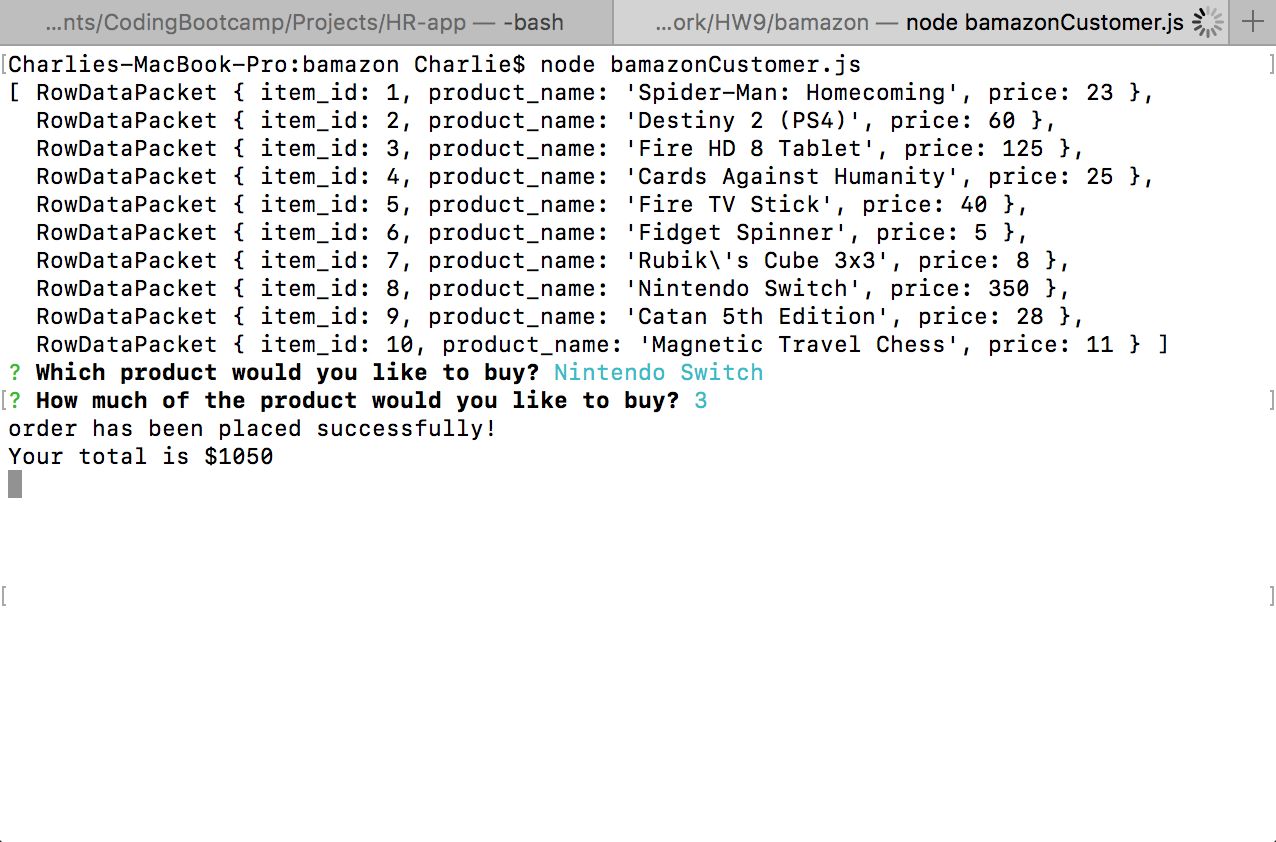 ...nts/CodingBootcamp/Projects/HR-app — -bash
...ork/HW9/bamazon — node bamazonCustomer.js
[Charlies-MacBook-Pro:bamazon Charlie$ node bamazonCustomer.js ]
[ RowDataPacket { item_id: 1, product_name: 'Spider-Man: Homecoming', price: 23 },
  RowDataPacket { item_id: 2, product_name: 'Destiny 2 (PS4)', price: 60 },
  RowDataPacket { item_id: 3, product_name: 'Fire HD 8 Tablet', price: 125 },
  RowDataPacket { item_id: 4, product_name: 'Cards Against Humanity', price: 25 },
  RowDataPacket { item_id: 5, product_name: 'Fire TV Stick', price: 40 },
  RowDataPacket { item_id: 6, product_name: 'Fidget Spinner', price: 5 },
  RowDataPacket { item_id: 7, product_name: 'Rubik\'s Cube 3x3', price: 8 },
  RowDataPacket { item_id: 8, product_name: 'Nintendo Switch', price: 350 },
  RowDataPacket { item_id: 9, product_name: 'Catan 5th Edition', price: 28 },
  RowDataPacket { item_id: 10, product_name: 'Magnetic Travel Chess', price: 11 } ]
? Which product would you like to buy? Nintendo Switch
[? How much of the product would you like to buy? 3 ]
order has been placed successfully!
Your total is $1050
[ ]